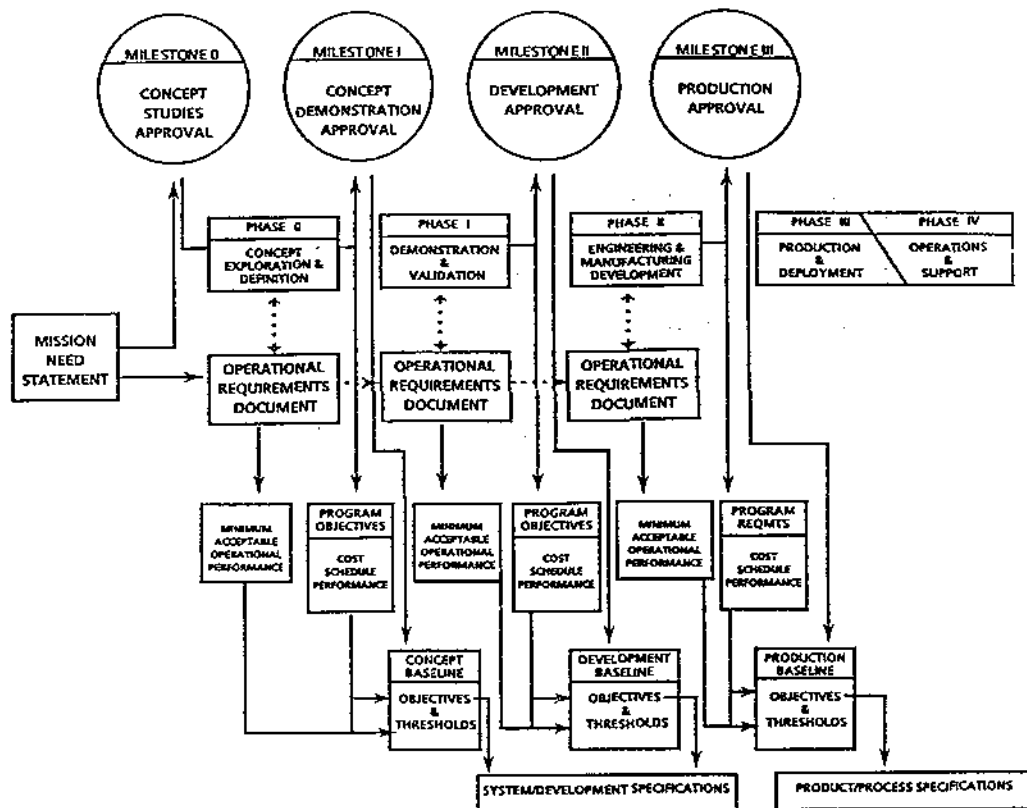 MILESTONE 0
CONCEPT
STUDIES
APPROVAL
MILESTONE I
CONCEPT
DEMONSTRATION
APPROVAL
MILESTONE II
DEVELOPMENT
APPROVAL
MILESTONE III
PRODUCTION
APPROVAL
PHASE 0
CONCEPT
EXPLORATION &
DEFINITION
PHASE I
DEMONSTRATION
&
VALIDATION
PHASE II
ENGINEERING &
MANUFACTURING
DEVELOPMENT
PHASE III
PRODUCTION
&
DEPLOYMENT
PHASE IV
OPERATIONS
&
SUPPORT
MISSION
NEED
STATEMENT
OPERATIONAL
REQUIREMENTS
DOCUMENT
OPERATIONAL
REQUIREMENTS
DOCUMENT
OPERATIONAL
REQUIREMENTS
DOCUMENT
MINIMUM
ACCEPTABLE
OPERATIONAL
PERFORMANCE
PROGRAM
OBJECTIVES
COST
SCHEDULE
PERFORMANCE
MINIMUM
ACCEPTABLE
OPERATIONAL
PERFORMANCE
PROGRAM
OBJECTIVES
COST
SCHEDULE
PERFORMANCE
MINIMUM
ACCEPTABLE
OPERATIONAL
PERFORMANCE
PROGRAM
REQMTS
COST
SCHEDULE
PERFORMANCE
CONCEPT
BASELINE
OBJECTIVES
&
THRESHOLDS
DEVELOPMENT
BASELINE
OBJECTIVES
&
THRESHOLDS
PRODUCTION
BASELINE
OBJECTIVES
&
THRESHOLDS
SYSTEM/DEVELOPMENT SPECIFICATIONS
PRODUCT/PROCESS SPECIFICATIONS